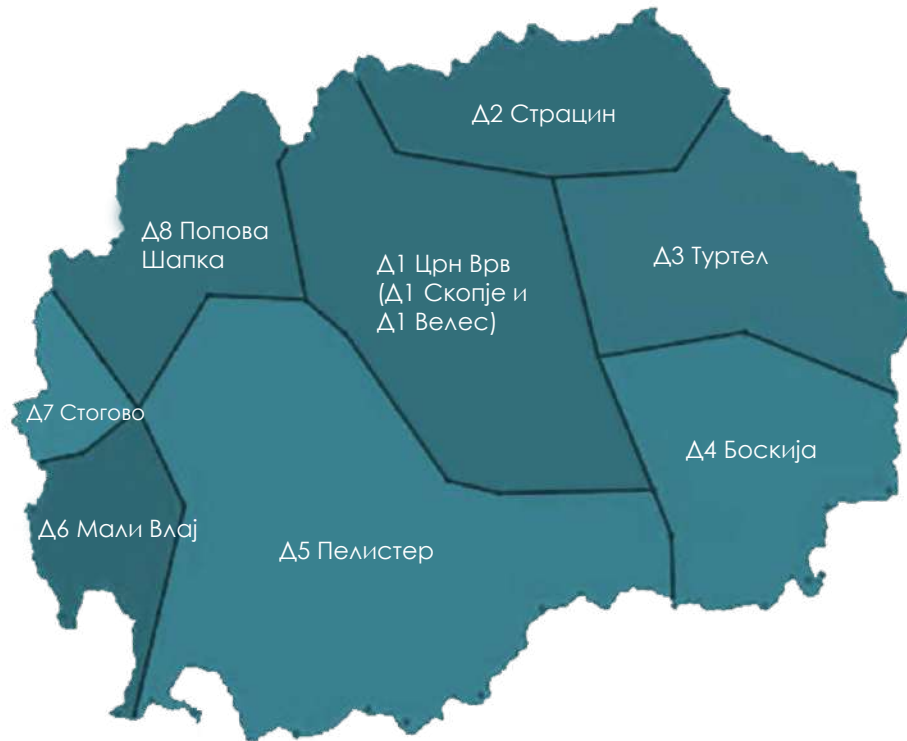 Д2 Страцин
Д8 Попова
Шапка
Д1 Црн Врв
(Д1 Скопје и
Д1 Велес)
Д3 Туртел
Д7 Стогово
Д4 Боскија
Д6 Мали Влај
Д5 Пелистер